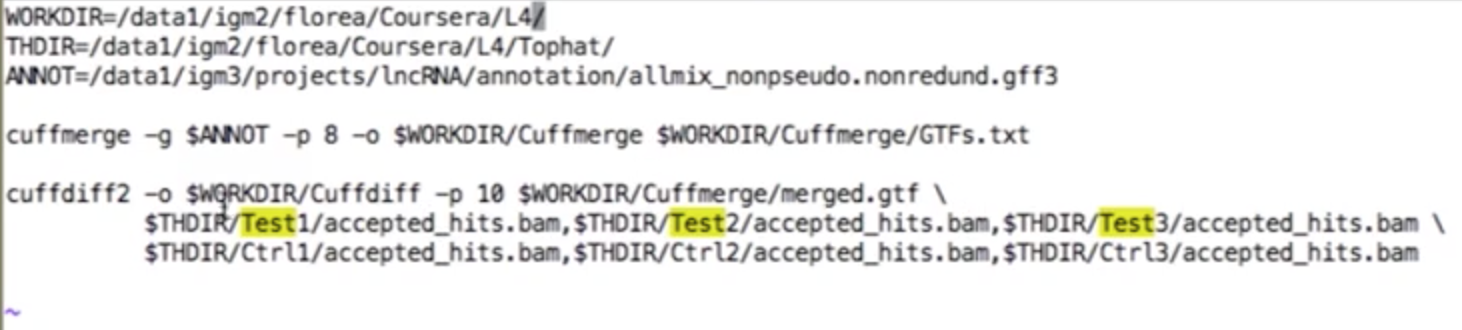 WORKDIR=/data1/igm2/florea/Coursera/L4/
THDIR=/data1/igm2/florea/Coursera/L4/Tophat/
ANNOT=/data1/igm3/projects/lncRNA/annotation/allmix_nonpseudo.nonredund.gff3
cuffmerge -g $ANNOT -p 8 -o $WORKDIR/Cuffmerge $WORKDIR/Cuffmerge/GTFs.txt
cuffdiff2 -o $WORKDIR/Cuffdiff -p 10 $WORKDIR/Cuffmerge/merged.gtf \
$THDIR/Test1/accepted_hits.bam,$THDIR/Test2/accepted_hits.bam,$THDIR/Test3/accepted_hits.bam \
$THDIR/Ctrl1/accepted_hits.bam,$THDIR/Ctrl2/accepted_hits.bam,$THDIR/Ctrl3/accepted_hits.bam
~